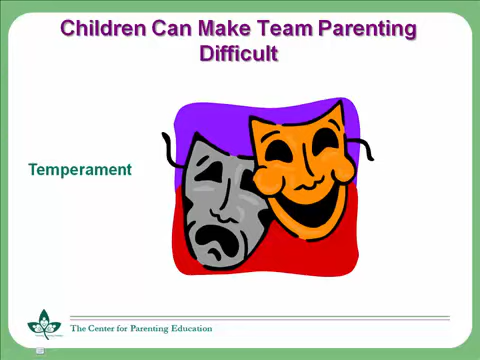 Children Can Make Team Parenting
Difficult
Temperament
The Center for Parenting Education